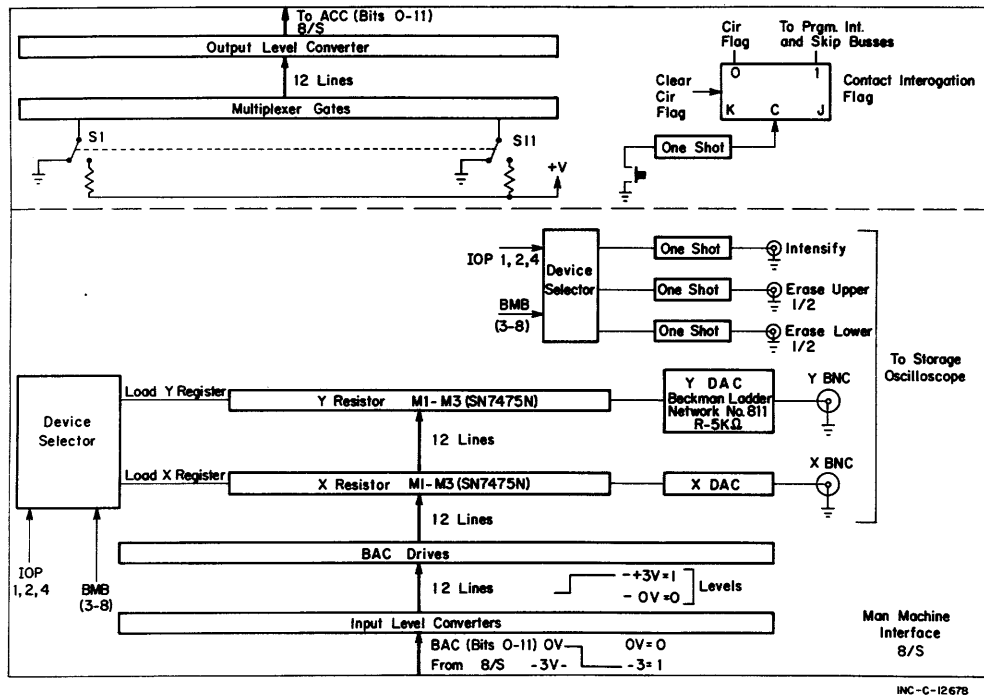 To ACC (Bits 0-11)
8/S
Output Level Converter
12 Lines
Multiplexer Gates
S1
S11
+V
Cir
Flag
To Prgm. Int.
and Skip Busses
0 1
Clear
Cir
Flag
K C J
Contact Interogation
Flag
One Shot
IOP 1, 2, 4
BMB
(3-8)
Device
Selector
One Shot
Intensify
One Shot
Erase Upper
1/2
One Shot
Erase Lower
1/2
To Storage
Oscilloscope
Device
Selector
Load Y Register
Y Resistor M1-M3 (SN7475N)
Y DAC
Beckman Ladder
Network No. 811
R-5KΩ
Y BNC
12 Lines
Load X Register
X Resistor M1-M3 (SN7475N)
X DAC
X BNC
12 Lines
BAC Drives
IOP
1, 2, 4
BMB
(3-8)
12 Lines
-+3V=1
- 0V=0
Levels
Input Level Converters
BAC (Bits 0-11) 0V 0V=0
From 8/S -3V- -3=1
Man Machine
Interface
8/S
INC-C-12678